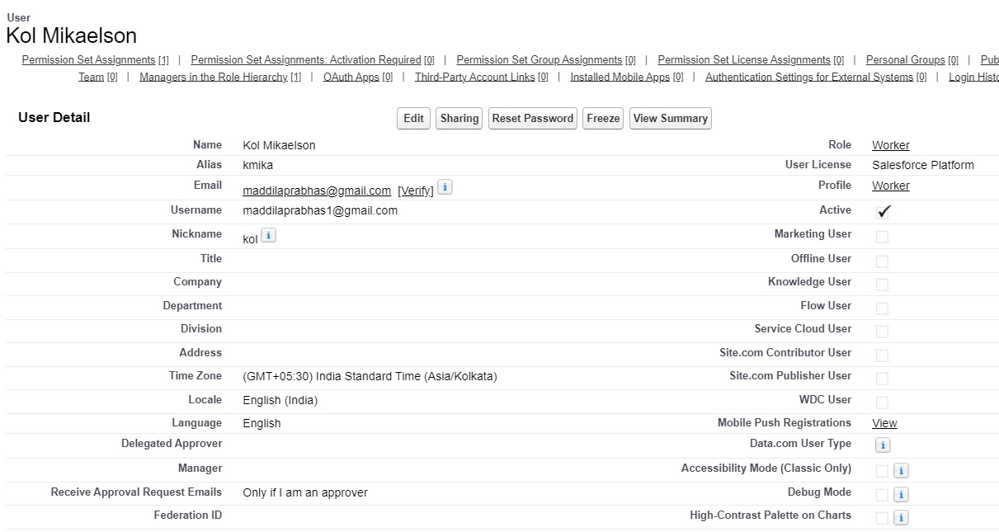 User
Kol Mikaelson
Permission Set Assignments [1] | Permission Set Assignments: Activation Required [0] | Permission Set Group Assignments [0] | Permission Set License Assignments [0] | Personal Groups [0] | Pub
Team [0] | Managers in the Role Hierarchy [1] | OAuth Apps [0] | Third-Party Account Links [0] | Installed Mobile Apps [0] | Authentication Settings for External Systems [0] | Login Histo
User Detail Edit Sharing Reset Password Freeze View Summary
Name Kol Mikaelson Role Worker
Alias kmika User License Salesforce Platform
Email maddilaprabhas@gmail.com [Verify] i Profile Worker
Username maddilaprabhas1@gmail.com Active ✓
Nickname kol i Marketing User
Title Offline User
Company Knowledge User
Department Flow User
Division Service Cloud User
Address Site.com Contributor User
Time Zone (GMT+05:30) India Standard Time (Asia/Kolkata) Site.com Publisher User
Locale English (India) WDC User
Language English Mobile Push Registrations View
Delegated Approver Data.com User Type i
Manager Accessibility Mode (Classic Only) i
Receive Approval Request Emails Only if I am an approver Debug Mode i
Federation ID High-Contrast Palette on Charts i